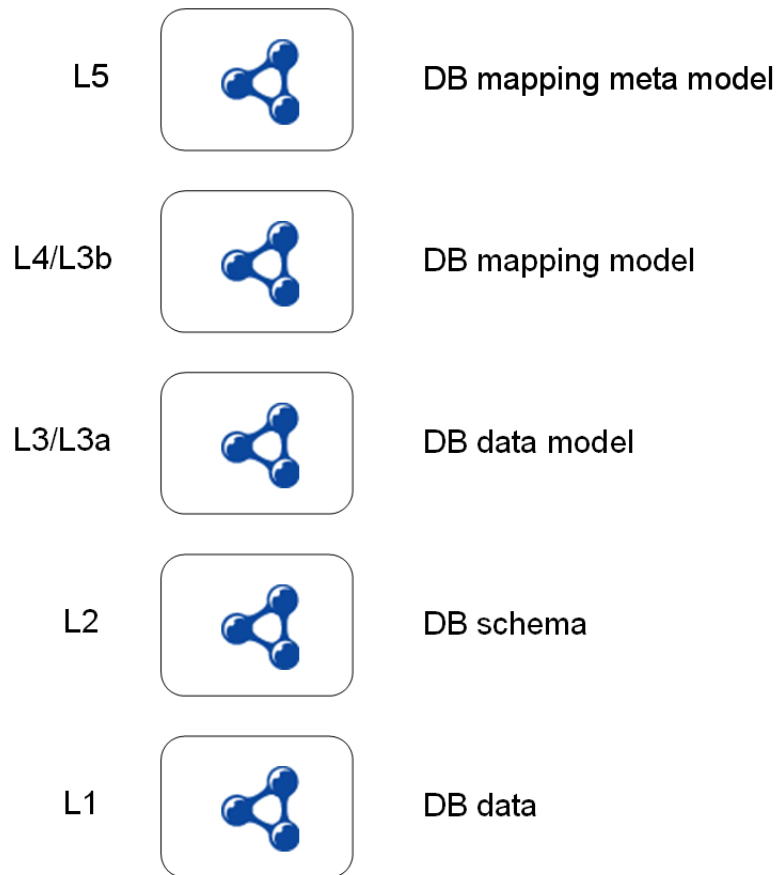 L5 DB mapping meta model
L4/L3b DB mapping model
L3/L3a DB data model
L2 DB schema
L1 DB data